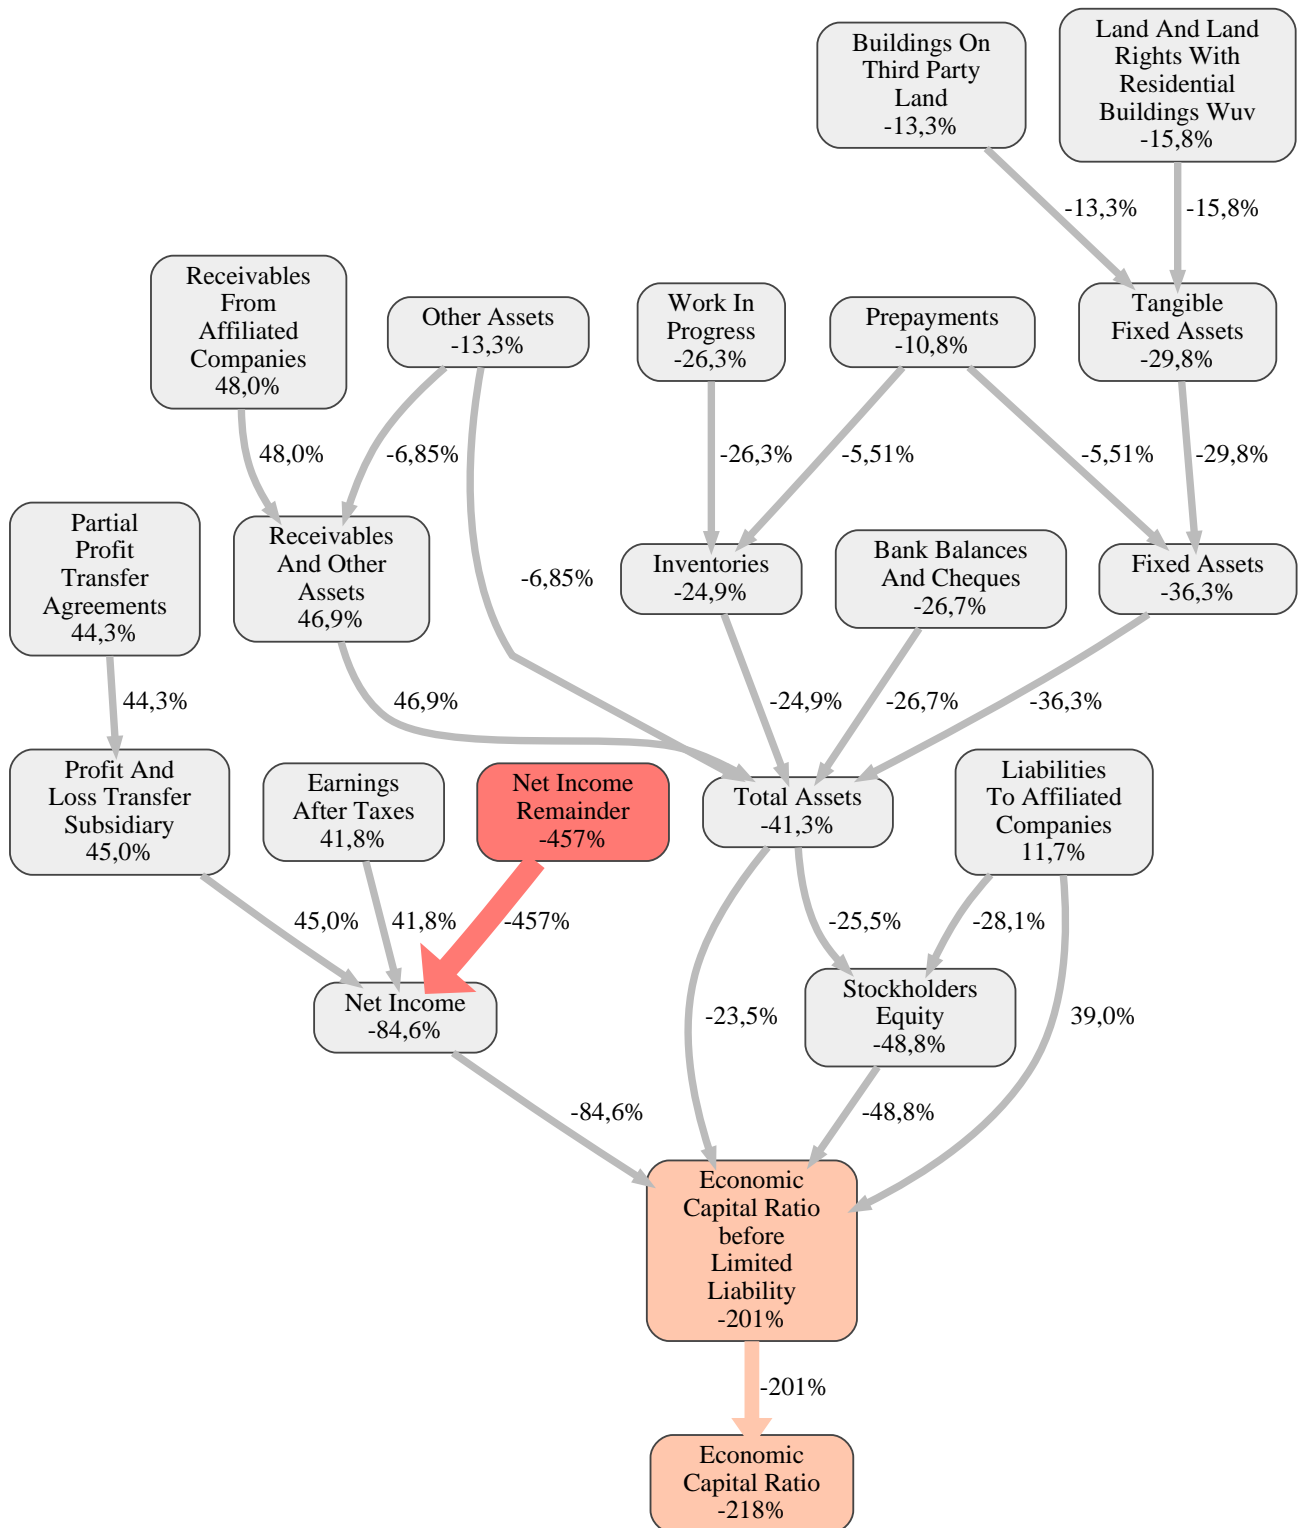 Buildings On
Third Party
Land
-13,3%
Land And Land
Rights With
Residential
Buildings Wuv
-15,8%
-13,3%
-15,8%
Receivables
From
Affiliated
Companies
48,0%
Other Assets
-13,3%
Work In
Progress
-26,3%
Prepayments
-10,8%
Tangible
Fixed Assets
-29,8%
48,0%
-6,85%
-26,3%
-5,51%
-5,51%
-29,8%
Partial
Profit
Transfer
Agreements
44,3%
Receivables
And Other
Assets
46,9%
-6,85%
Inventories
-24,9%
Bank Balances
And Cheques
-26,7%
Fixed Assets
-36,3%
44,3%
46,9%
-24,9%
-26,7%
-36,3%
Profit And
Loss Transfer
Subsidiary
45,0%
Earnings
After Taxes
41,8%
Net Income
Remainder
-457%
Total Assets
-41,3%
Liabilities
To Affiliated
Companies
11,7%
45,0%
41,8%
-457%
-25,5%
-28,1%
Net Income
-84,6%
-23,5%
Stockholders
Equity
-48,8%
39,0%
-84,6%
-48,8%
Economic
Capital Ratio
before
Limited
Liability
-201%
-201%
Economic
Capital Ratio
-218%